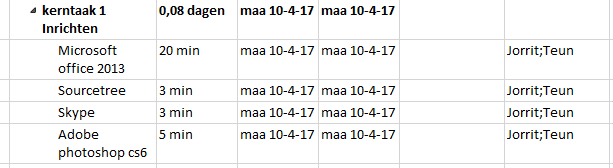 kerntaak 1 0,08 dagen maa 10-4-17 maa 10-4-17
Inrichten
Microsoft 20 min maa 10-4-17 maa 10-4-17 Jorrit;Teun
office 2013
Sourcetree 3 min maa 10-4-17 maa 10-4-17 Jorrit;Teun
Skype 3 min maa 10-4-17 maa 10-4-17 Jorrit;Teun
Adobe 5 min maa 10-4-17 maa 10-4-17 Jorrit;Teun
photoshop cs6